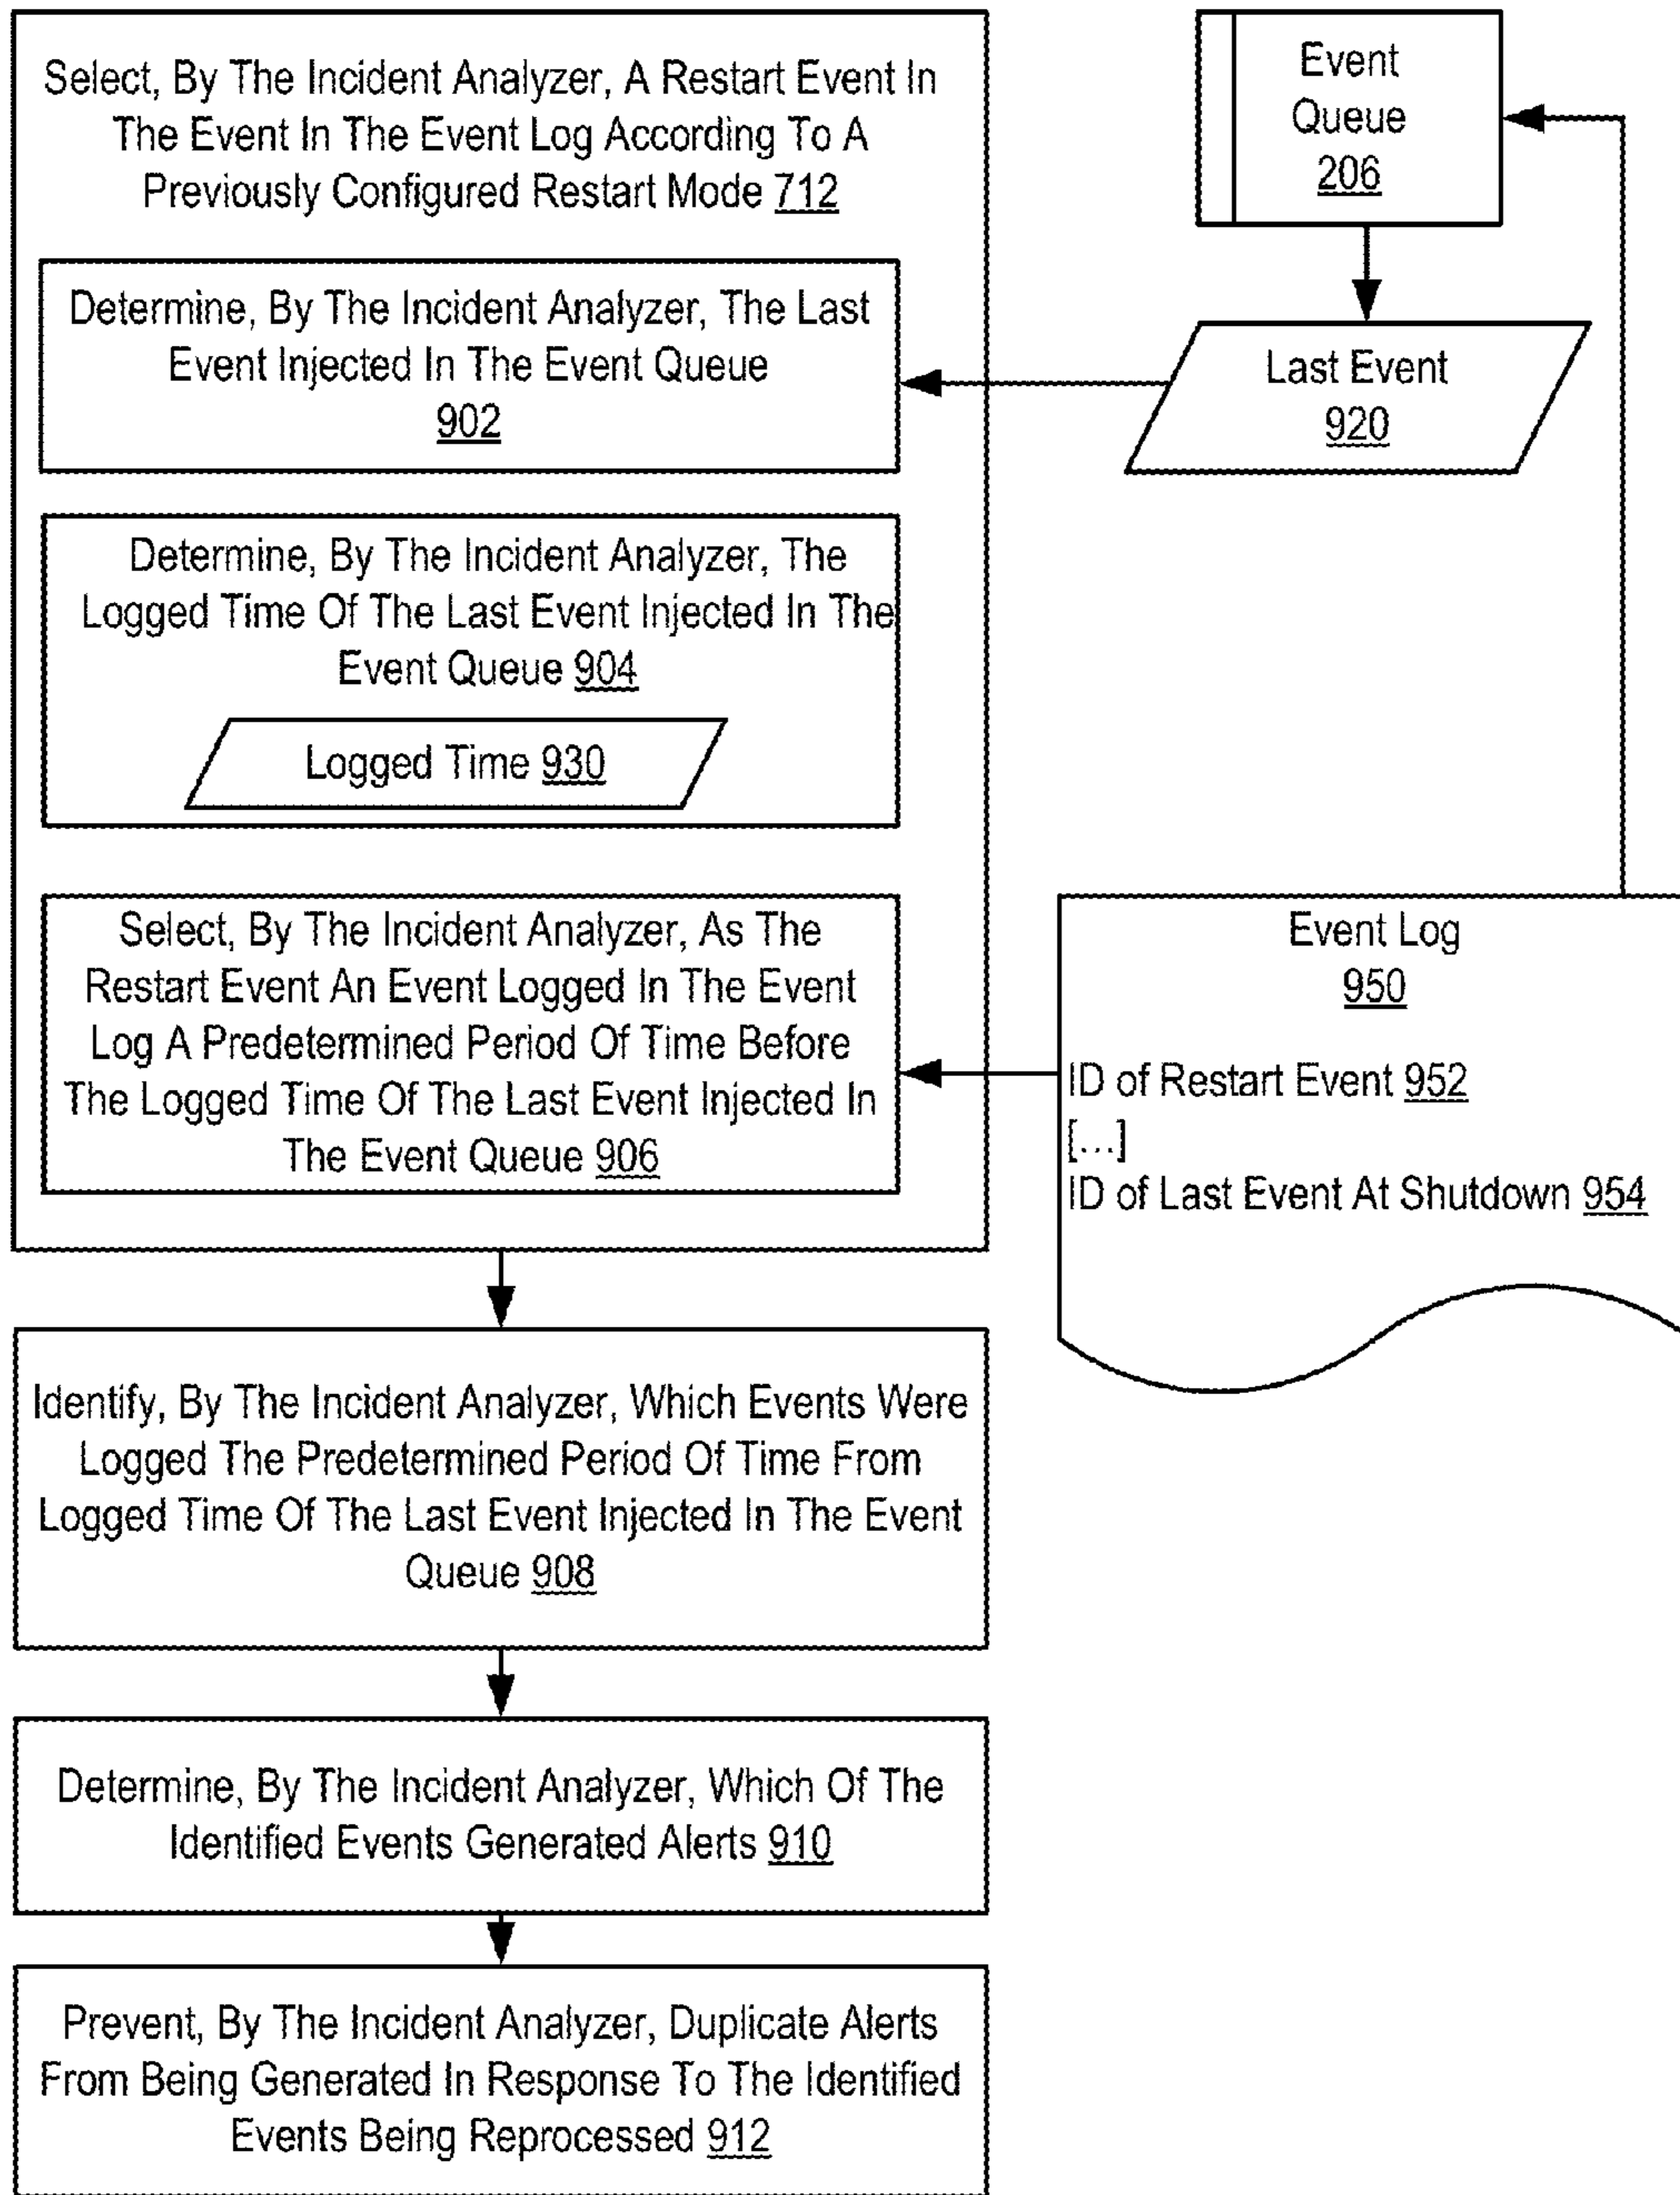 Select, By The Incident Analyzer, A Restart Event In
The Event In The Event Log According To A
Previously Configured Restart Mode 712
Determine, By The Incident Analyzer, The Last
Event Injected In The Event Queue
902
Determine, By The Incident Analyzer, The
Logged Time Of The Last Event Injected In The
Event Queue 904
Logged Time 930
Select, By The Incident Analyzer, As The
Restart Event An Event Logged In The Event
Log A Predetermined Period Of Time Before
The Logged Time Of The Last Event Injected In
The Event Queue 906
Event
Queue
206
Last Event
920
Event Log
950
ID of Restart Event 952
[...]
ID of Last Event At Shutdown 954
Identify, By The Incident Analyzer, Which Events Were
Logged The Predetermined Period Of Time From
Logged Time Of The Last Event Injected In The Event
Queue 908
Determine, By The Incident Analyzer, Which Of The
Identified Events Generated Alerts 910
Prevent, By The Incident Analyzer, Duplicate Alerts
From Being Generated In Response To The Identified
Events Being Reprocessed 912